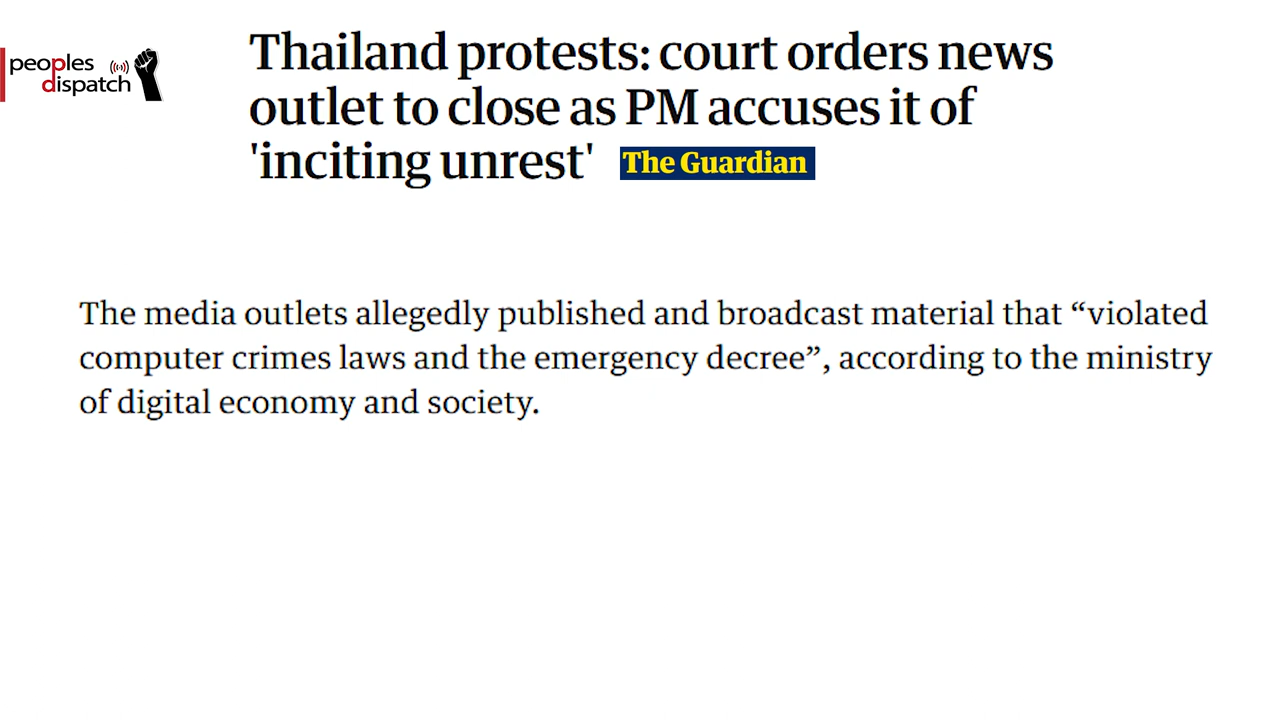 peoples
dispatch
Thailand protests: court orders news
outlet to close as PM accuses it of
'inciting unrest' The Guardian
The media outlets allegedly published and broadcast material that “violated
computer crimes laws and the emergency decree”, according to the ministry
of digital economy and society.